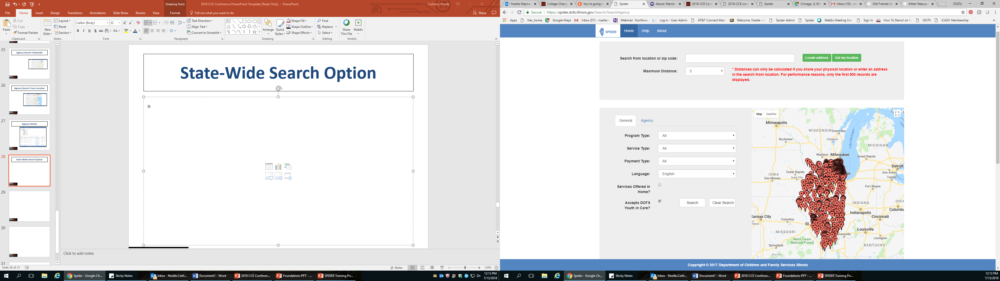 Drawing Tools
2018 CCE Conference PowerPoint Template [Read-Only] - PowerPoint
Cothern, Noelle
File Home Insert Design Transitions Animations Slide Show Review View Format Tell me what you want to do Share
Paste
Cut
Copy
Format Painter
Clipboard
New Slide
Layout
Reset
Section
Slides
Calibri (Body) 32
Font
Paragraph
Text Direction
Align Text
Convert to SmartArt
Arrange
Quick Styles
Shape Fill
Shape Outline
Shape Effects
Drawing
Find
Replace
Select
Editing
Share This File
WebEx
WebEx
25
Agency Search: Statewide
26
Agency Search: From Location
27
Agency Details
28
State-Wide Search Option
29
30
31
State-Wide Search Option
Click to add notes
Slide 28 of 31
Notes
120%
Spider - Google Ch...
Sticky Notes
Inbox - Noelle.Coth...
Document1 - Word
2018 CCE Conferen...
Foundations PPT - ...
SPIDER Training Po...
12:13 PM
7/13/2018
Noelle Mayna
College Chang
You're going to
Spider
About: Mental
2018 CCE Conf
2018-CCE-conf
Spider
Chicago, IL 606
Inbox (10) - no
Old Friends Se
Kitten Rescue
Noelle
Secure https://spider.dcfs.illinois.gov/Search/SearchAgency
Apps
Nav_home
Google Maps
Inbox (57) - noellecc
Webmail : Northwes
Log in - User Admin
AT&T Connect Meet
Welcome, Noelle – B
Spider Admin
Spider
WebEx Meeting Cen
Sign In
How To Stencil on C
IDCFS
ICADV Membership
SPIDER Home Help About
Search from location or zip code:
Locate address Get my location
Maximum Distance: 5
* Distances can only be calculated if you share your physical location or enter an address
in the search from location. For performance reasons, only the first 500 records are
displayed.
General Agency
Program Type: All
Service Type: All
Payment Type: All
Language: English
Services Offered in
Home?
Accepts DCFS
Youth in Care?
Search Clear Search
Map Satellite
Minneapolis
WISCONSIN
Green Bay
Rochester
Oshkosh
Lake Michigan
MICHIGAN
Madison
Milwaukee
Grand Rapids
Detroit
Ann Arbor
Cedar Rapids
IOWA
Iowa City
Des Moines
Toledo
Fort Wayne
INDIANA
OHIO
Columbu
Indianapolis
Kansas City
Cincinnati
Columbia
St.
MISSOURI
Louisville
Evansville
Lexington
Mark Twain
National Forest
Springfield
KENTUCKY
Branson
Copyright © 2017 Department of Children and Family Services Illinois
Spider - Google Ch...
Sticky Notes
Inbox - Noelle.Coth...
Document1 - Word
2018 CCE Conferen...
Foundations PPT - ...
SPIDER Training Po...
12:13 PM
7/13/2018